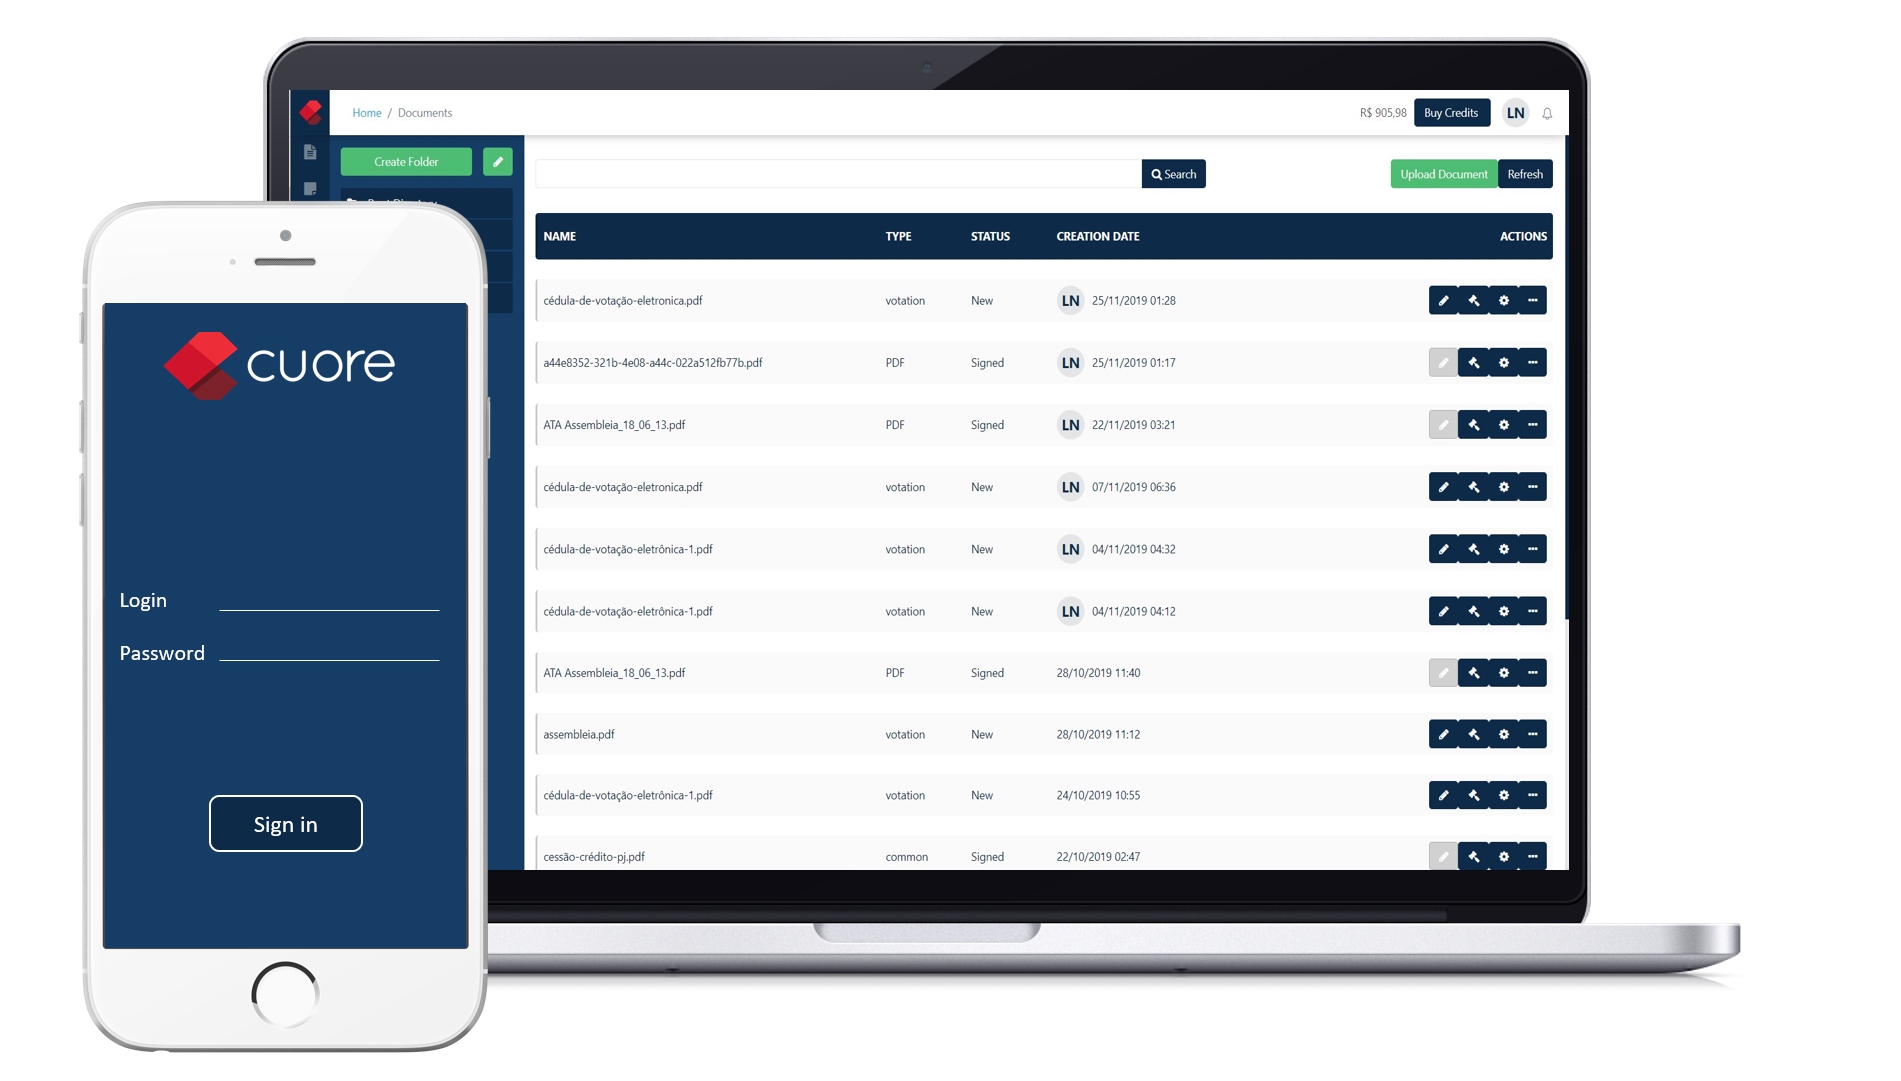 Home / Documents
R$ 905,98 Buy Credits LN
Create Folder
Search
Upload Document Refresh
NAME TYPE STATUS CREATION DATE ACTIONS
cédula-de-votação-eletronica.pdf votation New LN 25/11/2019 01:28
a44e8352-321b-4e08-a44c-022a512fb77b.pdf PDF Signed LN 25/11/2019 01:17
ATA Assembleia_18_06_13.pdf PDF Signed LN 22/11/2019 03:21
cédula-de-votação-eletronica.pdf votation New LN 07/11/2019 06:36
cédula-de-votação-eletrônica-1.pdf votation New LN 04/11/2019 04:32
cédula-de-votação-eletrônica-1.pdf votation New LN 04/11/2019 04:12
ATA Assembleia_18_06_13.pdf PDF Signed 28/10/2019 11:40
assembleia.pdf votation New 28/10/2019 11:12
cédula-de-votação-eletrônica-1.pdf votation New 24/10/2019 10:55
cessão-crédito-pj.pdf common Signed 22/10/2019 02:47
cuore
Login
Password
Sign in